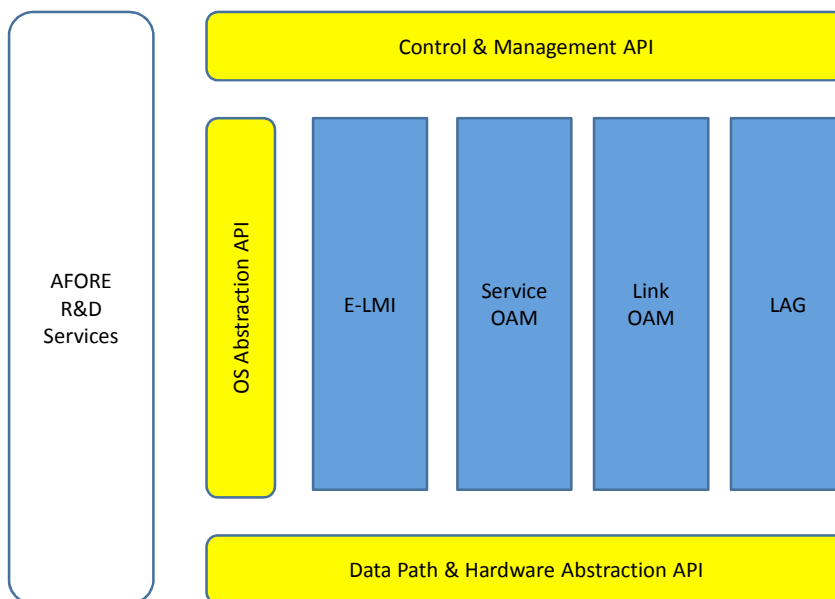 Control & Management API
AFORE
R&D
Services
OS Abstraction API
E-LMI
Service
OAM
Link
OAM
LAG
Data Path & Hardware Abstraction API